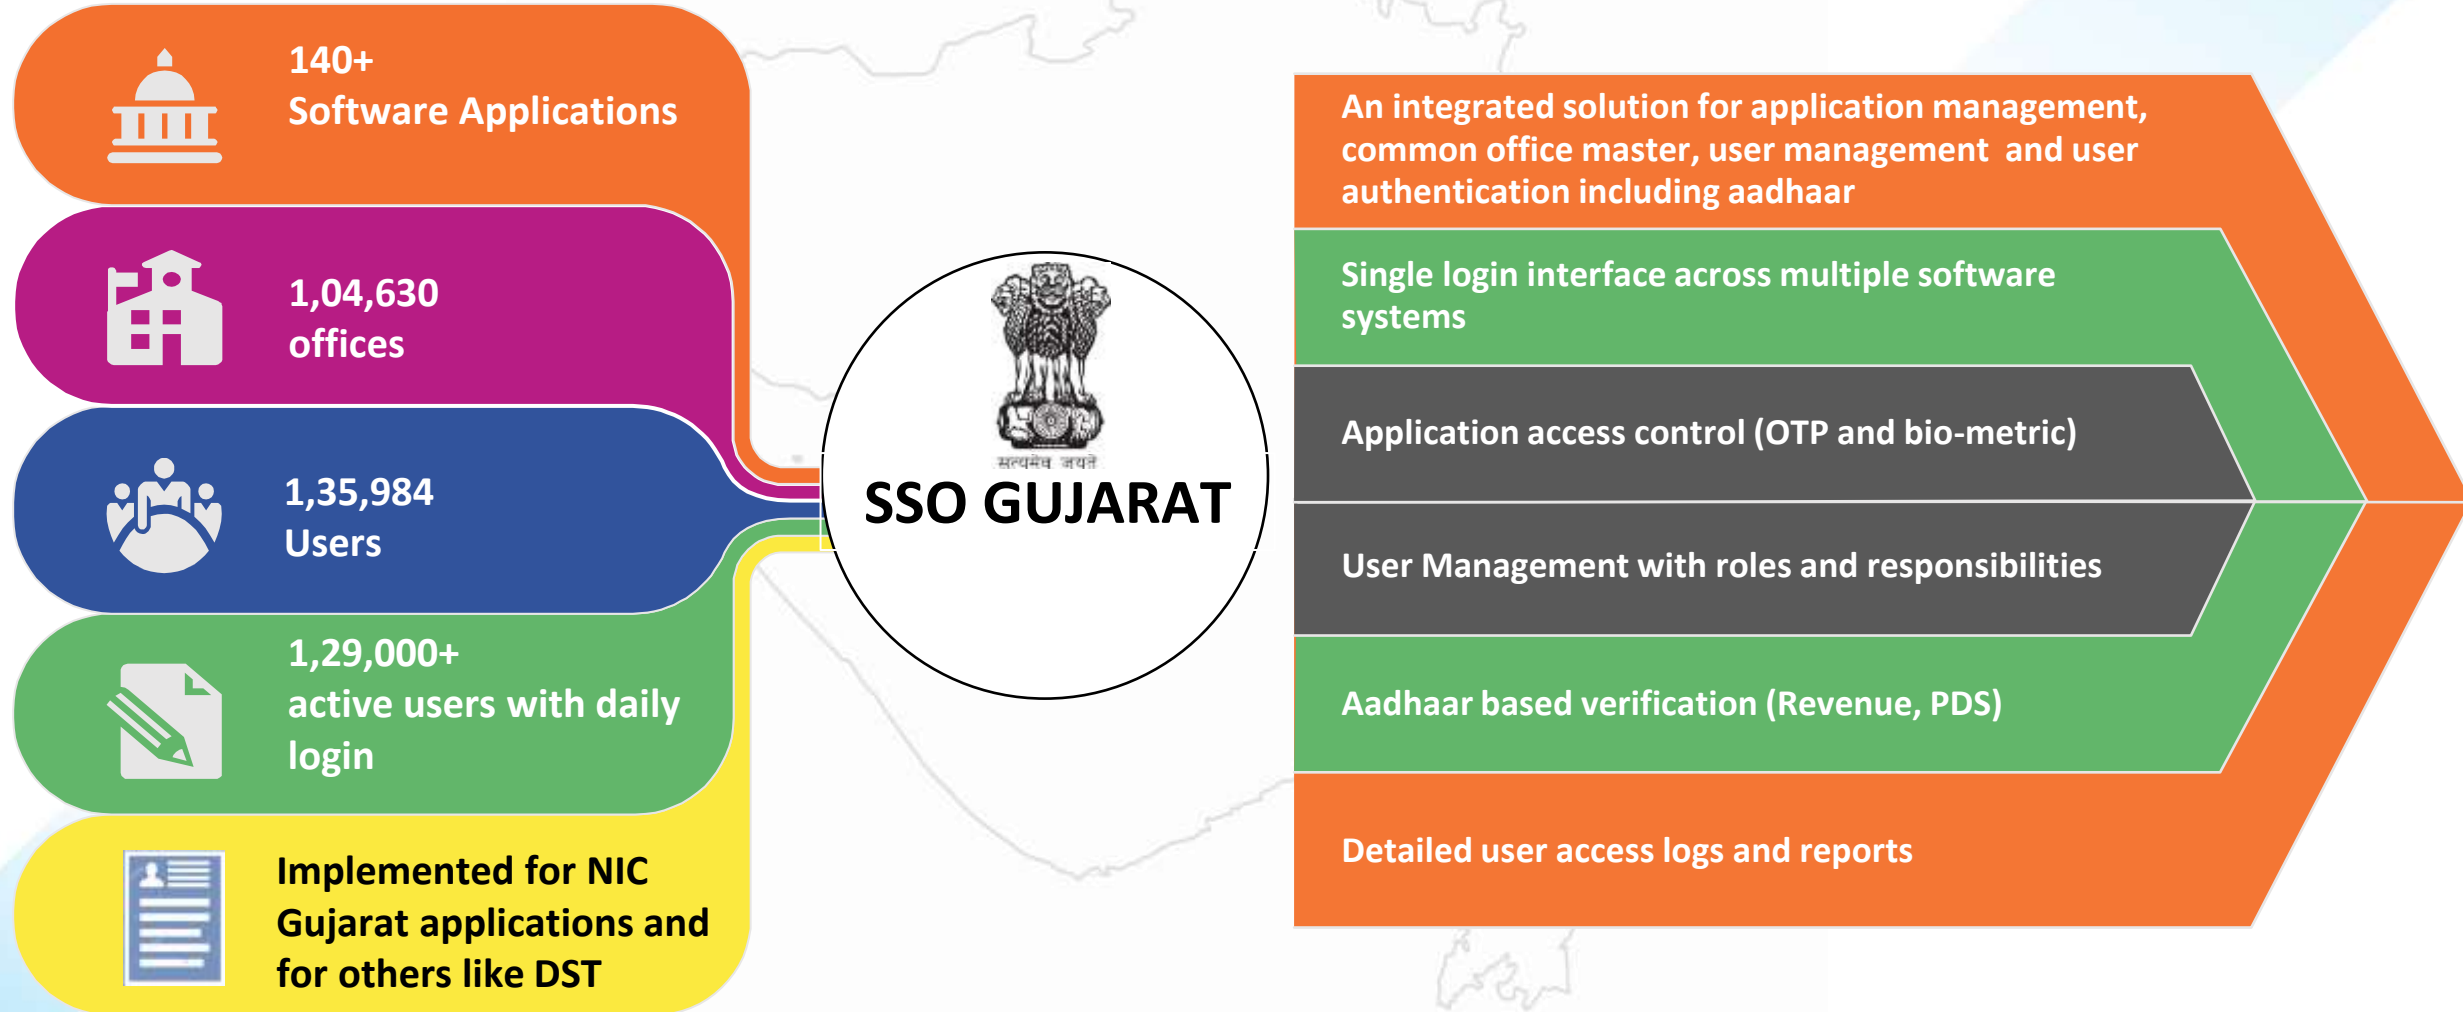 140+
Software Applications
1,04,630
offices
1,35,984
Users
1,29,000+
active users with daily
login
Implemented for NIC
Gujarat applications and
for others like DST
सत्यमेव जयते
SSO GUJARAT
An integrated solution for application management,
common office master, user management and user
authentication including aadhaar
Single login interface across multiple software
systems
Application access control (OTP and bio-metric)
User Management with roles and responsibilities
Aadhaar based verification (Revenue, PDS)
Detailed user access logs and reports